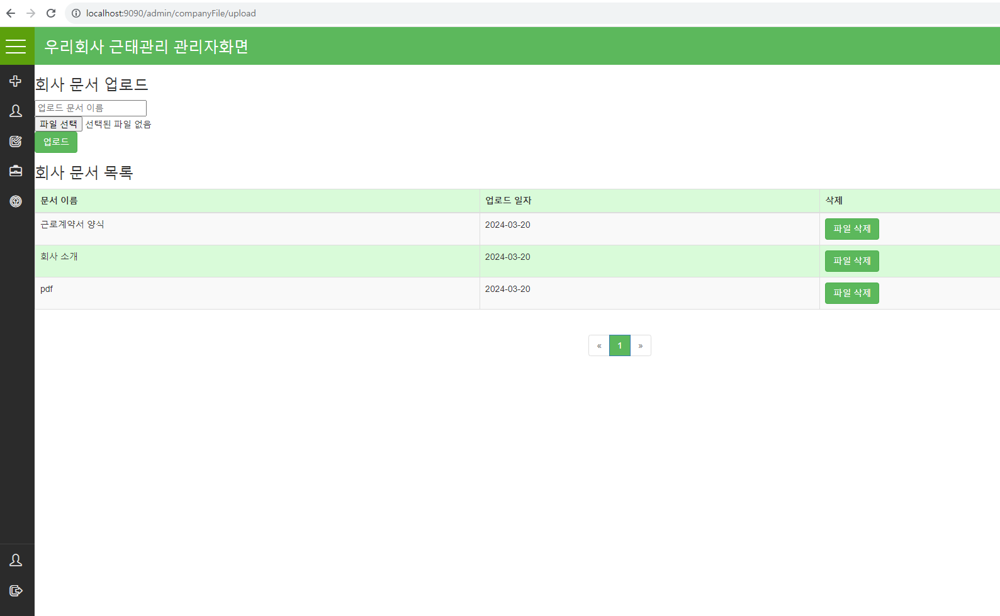 localhost:9090/admin/companyFile/upload
우리회사 근태관리 관리자화면
회사 문서 업로드
업로드 문서 이름
파일 선택 선택된 파일 없음
업로드
회사 문서 목록
문서 이름 업로드 일자 삭제
근로계약서 양식 2024-03-20 파일 삭제
회사 소개 2024-03-20 파일 삭제
pdf 2024-03-20 파일 삭제
« 1 »